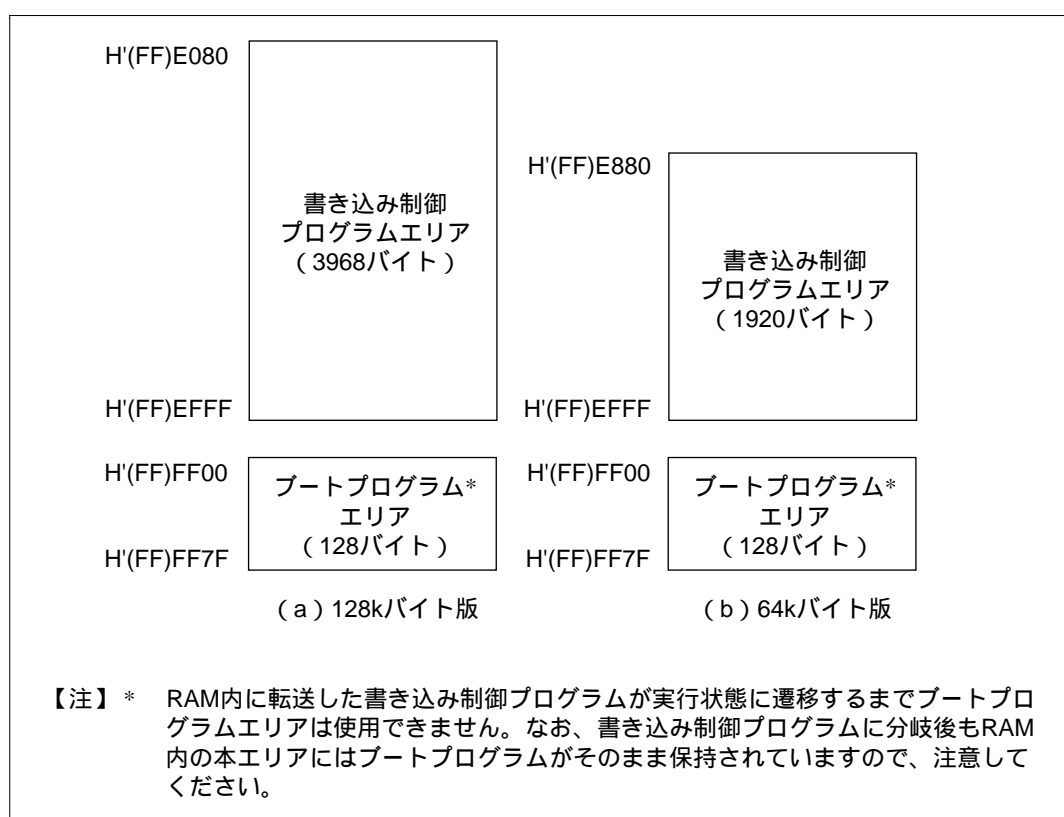 H'(FF)E080
書き込み制御
プログラムエリア
（3968バイト）
H'(FF)EFFF
H'(FF)E880
書き込み制御
プログラムエリア
（1920バイト）
H'(FF)EFFF
H'(FF)FF00
ブートプログラム*
エリア
（128バイト）
H'(FF)FF7F
H'(FF)FF00
ブートプログラム*
エリア
（128バイト）
H'(FF)FF7F
（a）128kバイト版
（b）64kバイト版
【注】* RAM内に転送した書き込み制御プログラムが実行状態に遷移するまでブートプロ
グラムエリアは使用できません。なお、書き込み制御プログラムに分岐後もRAM
内の本エリアにはブートプログラムがそのまま保持されていますので、注意して
ください。